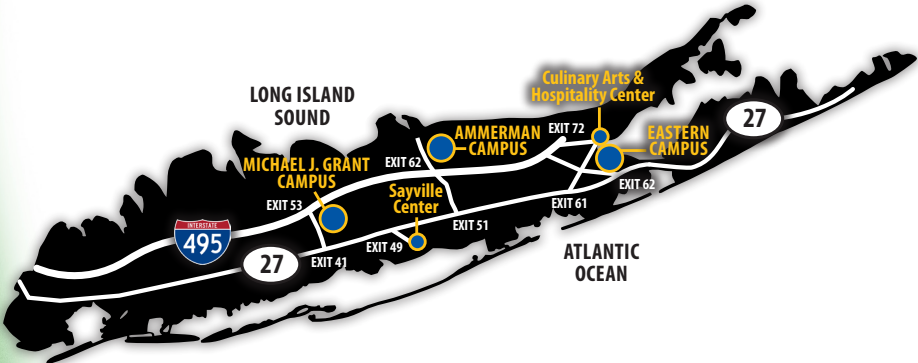 Culinary Arts &
Hospitality Center
LONG ISLAND
SOUND
27
EXIT 72
AMMERMAN
CAMPUS
EASTERN
CAMPUS
MICHAEL J. GRANT
CAMPUS
EXIT 62
Sayville
Center
EXIT 62
EXIT 61
EXIT 53
EXIT 51
INTERSTATE
495
EXIT 49
ATLANTIC
OCEAN
27
EXIT 41